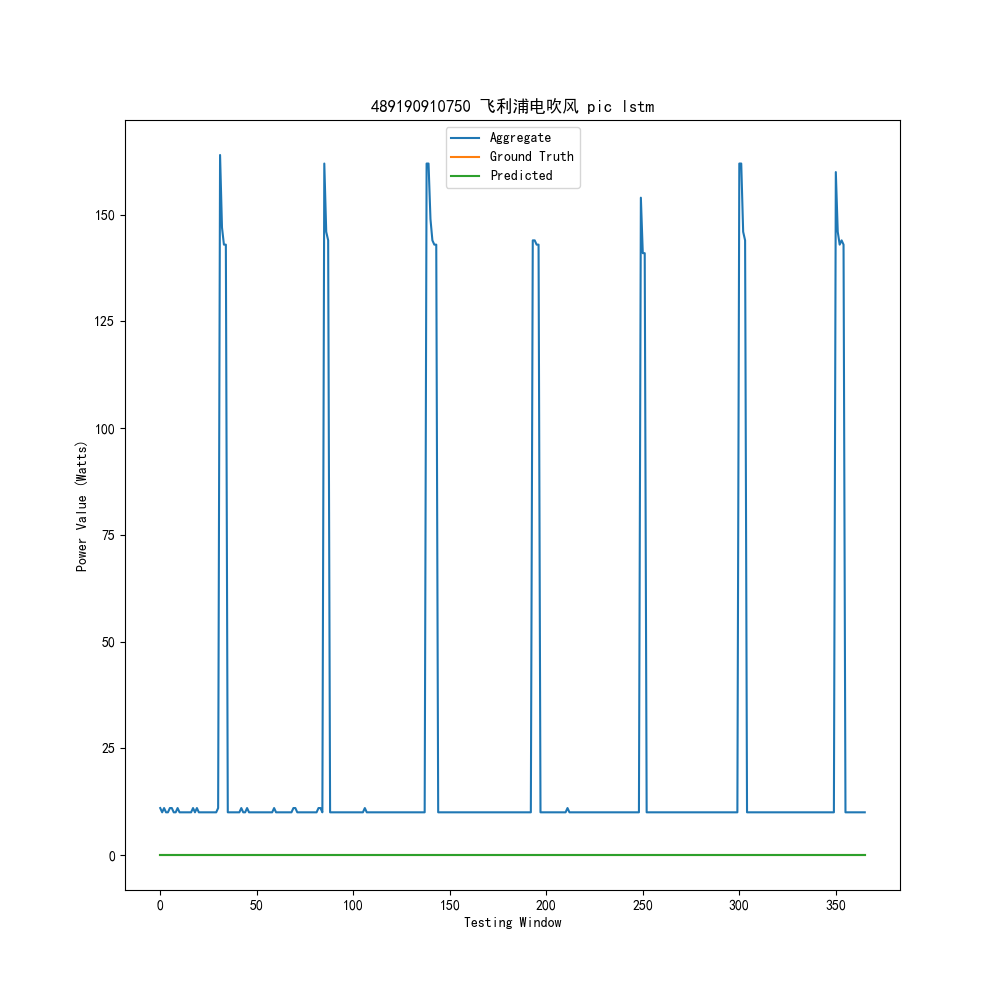 489190910750 飞利浦电吹风 pic lstm
Aggregate
Ground Truth
Predicted
150
125
100
75
50
25
0
Power Value (Watts)
0 50 100 150 200 250 300 350
Testing Window